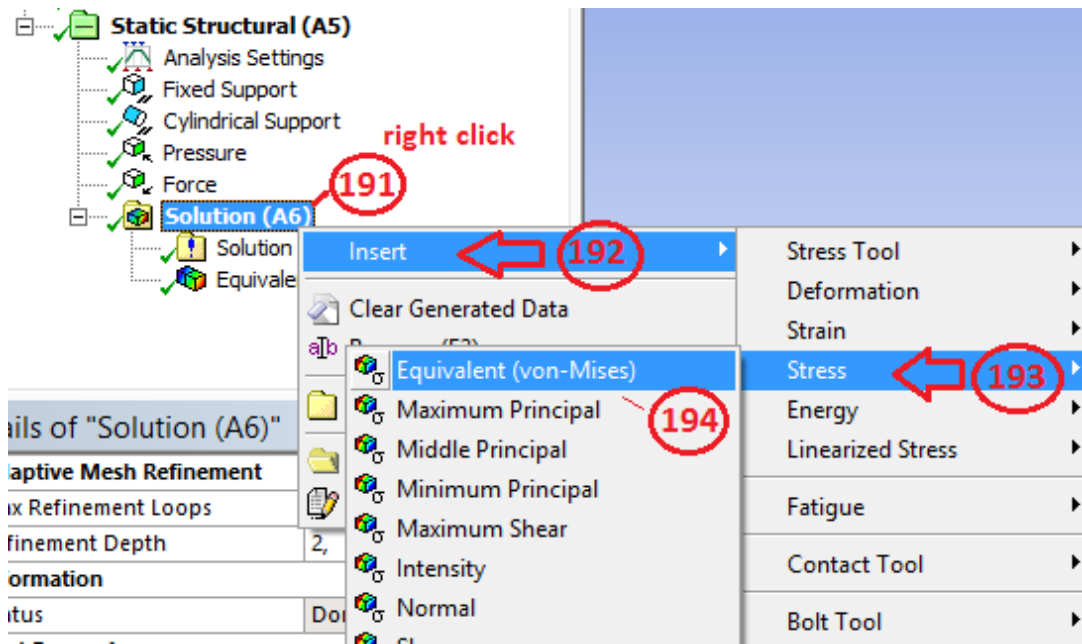 Static Structural (A5)
Analysis Settings
Fixed Support
Cylindrical Support
right click
Pressure
Force
191
Solution (A6)
Solution
Equivale
Insert
192
Clear Generated Data
Stress Tool
Deformation
Strain
Stress
193
Energy
Linearized Stress
Fatigue
Contact Tool
Bolt Tool
Equivalent (von-Mises)
194
Maximum Principal
Middle Principal
Minimum Principal
Maximum Shear
Intensity
Normal
ails of "Solution (A6)"
laptive Mesh Refinement
ax Refinement Loops
finement Depth
2,
formation
atus
Do